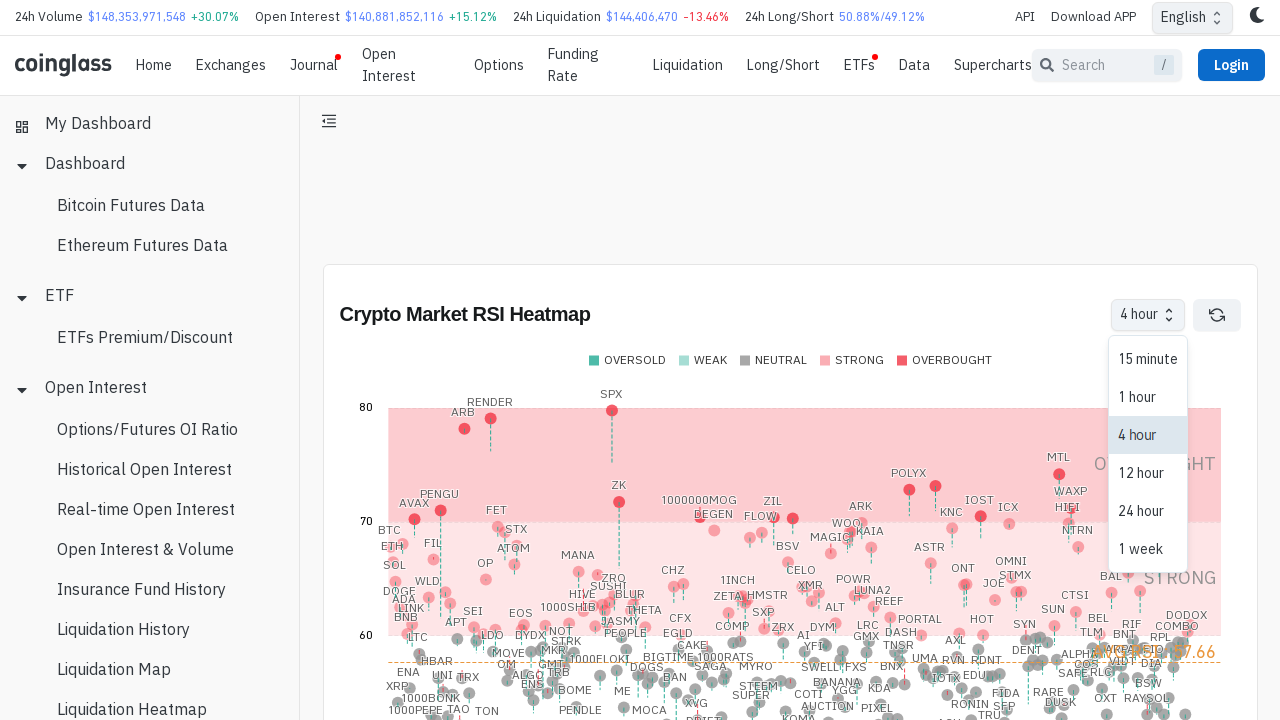 24h Volume $148,353,971,548 +30.07% Open Interest $140,881,852,116 +15.12% 24h Liquidation $144,406,470 -13.46% 24h Long/Short 50.88%/49.12% API Download APP English
coinglass Home Exchanges Journal Open Interest Options Funding Rate Liquidation Long/Short ETFs Data Supercharts Search / Login
My Dashboard
Dashboard
Bitcoin Futures Data
Ethereum Futures Data
ETF
ETFs Premium/Discount
Open Interest
Options/Futures OI Ratio
Historical Open Interest
Real-time Open Interest
Open Interest & Volume
Insurance Fund History
Liquidation History
Liquidation Map
Liquidation Heatmap
Crypto Market RSI Heatmap
4 hour
15 minute
1 hour
4 hour
12 hour
24 hour
1 week
OVERSOLD WEAK NEUTRAL STRONG OVERBOUGHT
80
SPX
RENDER
ARB
MTL
POLYX
ZK
WAXP
PENGU
AVAX
1000000MOG
ZIL
IOST
ARK
ICX
HIFI
FET
DEGEN
FLOW
KNC
70
BTC
STX
WOO
KAIA
NTRN
MAGIC
ETH
FIL
ATOM
BSV
ASTR
MANA
SOL
OP
CHZ
CELO
ONT
OMNI
STMX
BAL
STRONG
WLD
ZRO
1INCH
POWR
JOE
DOGE
HIVE
SUSHI
BLUR
ZETA
HMSTR
XMR
LUNA2
CTSI
ADA
LINK
BNB
SEI
EOS
1000SHIB
THETA
CFX
SXP
ALT
REEF
PORTAL
HOT
SUN
BEL
RIF
DODOX
APT
JASMY
COMP
ZRX
DYM
LRC
SYN
COMBO
60
LTC
LDO
DYDX
NOT
PEOPLE
EGLD
AI
GMX
DASH
AXL
TLM
BNT
RPL
STRK
CAKE
YFI
TNSR
DENT
MOVE
MKR
1000FLOKI
BIGTIME
1000RATS
UMA
RVN
RDNT
ALPHA
HBAR
OM
GMT
DOGS
SAGA
MYRO
SWELL
FXS
BNX
VIDT
DIA
ENA
UNI
TRX
ALGO
TRB
BAN
BANANA
IOTX
EDU
SAFE
RLC
BSW
XRP
ENS
BOME
ME
STEEM
YGG
KDA
FIDA
RARE
OXT
RAYSOL
1000BONK
XVG
SUPER
COTI
AUCTION
PIXEL
RONIN
SFP
DUSK
1000PEPE
TAO
TON
PENDLE
MOCA
TRU